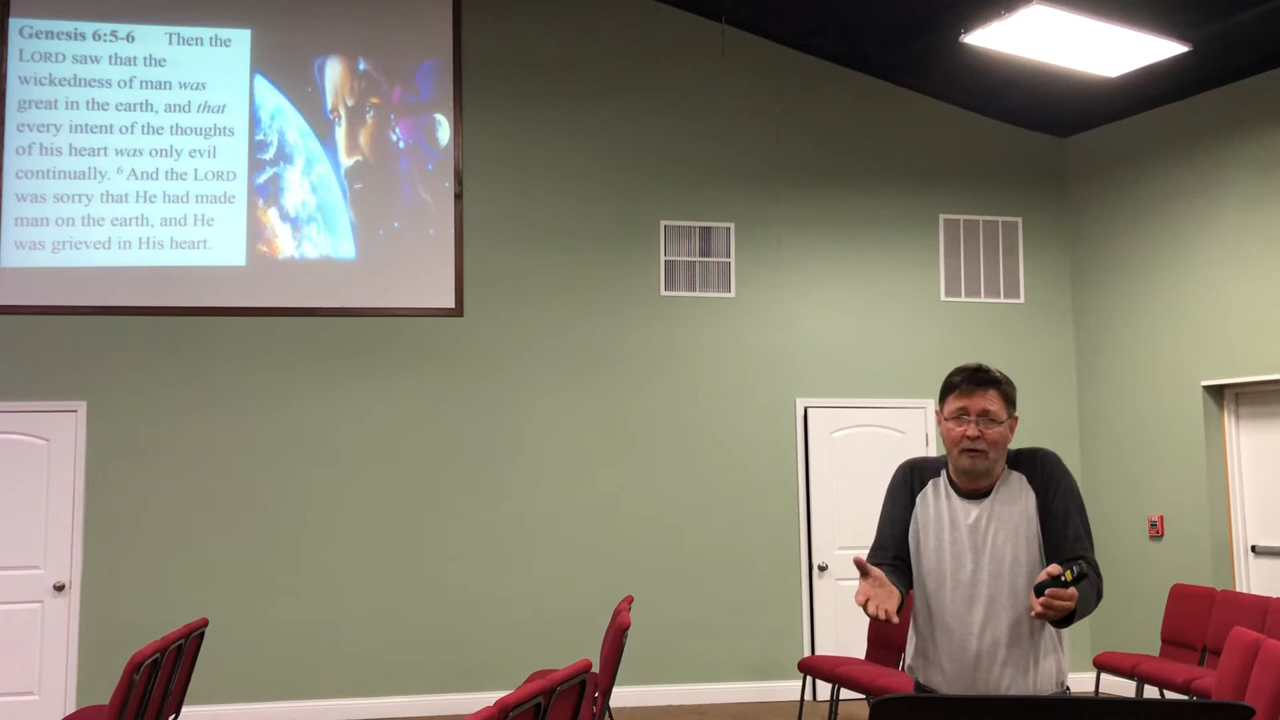 Genesis 6:5-6 Then the
LORD saw that the
wickedness of man was
great in the earth, and that
every intent of the thoughts
of his heart was only evil
continually. 6 And the LORD
was sorry that He had made
man on the earth, and He
was grieved in His heart.